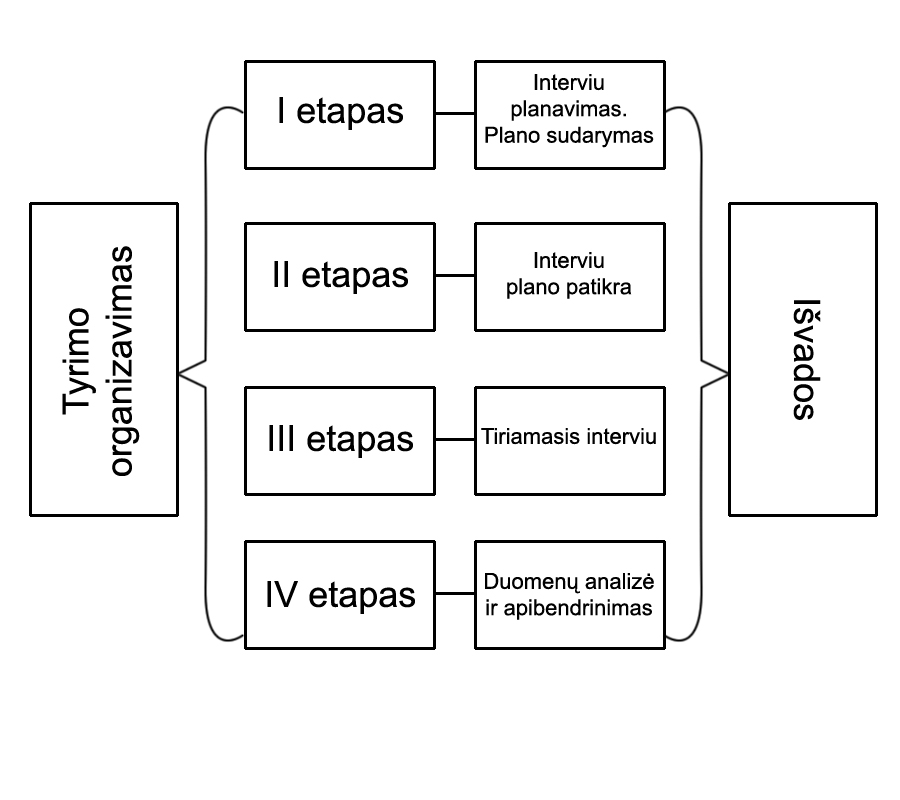 Tyrimo
organizavimas
I etapas
Interviu
planavimas.
Plano sudarymas
II etapas
Interviu
plano patikra
III etapas
Tiriamasis interviu
IV etapas
Duomenų analizė
ir apibendrinimas
Išvados